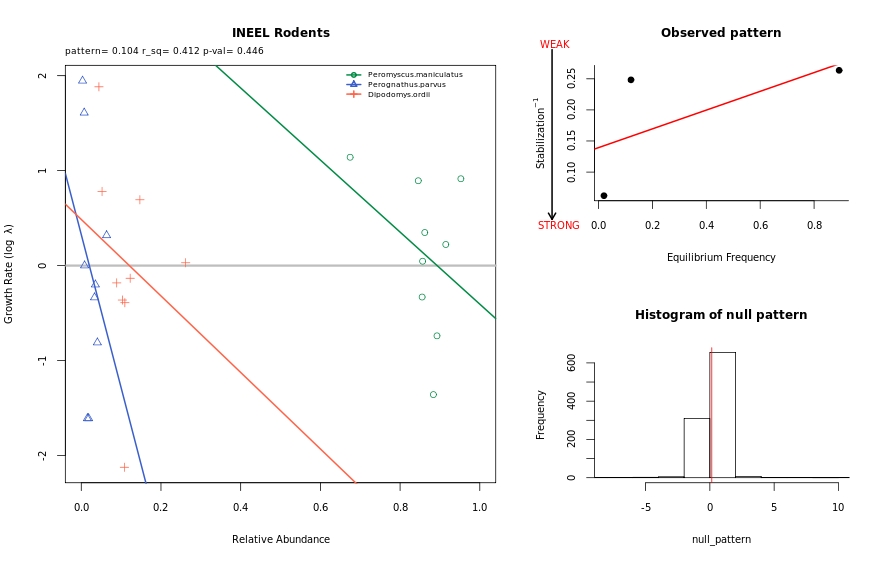 INEEL Rodents
pattern= 0.104 r_sq= 0.412 p-val= 0.446
Peromyscus.maniculatus
Perognathus.parvus
Dipodomys.ordii
2
1
0
-1
-2
Growth Rate (log λ)
0.0 0.2 0.4 0.6 0.8 1.0
Relative Abundance
Observed pattern
WEAK
STRONG
Stabilization⁻¹
0.25
0.20
0.15
0.10
0.0 0.2 0.4 0.6 0.8
Equilibrium Frequency
Histogram of null pattern
600
400
200
0
Frequency
-5 0 5 10
null_pattern